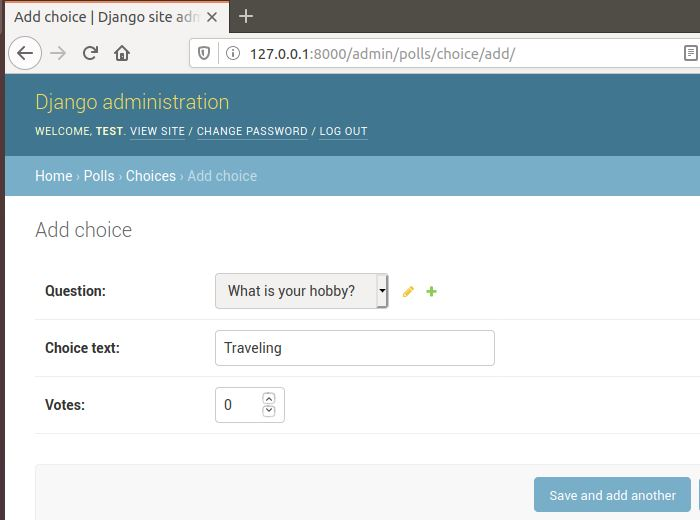 Add choice | Django site adm
127.0.0.1:8000/admin/polls/choice/add/
Django administration
WELCOME, TEST. VIEW SITE / CHANGE PASSWORD / LOG OUT
Home › Polls › Choices › Add choice
Add choice
Question: What is your hobby?
Choice text: Traveling
Votes: 0
Save and add another